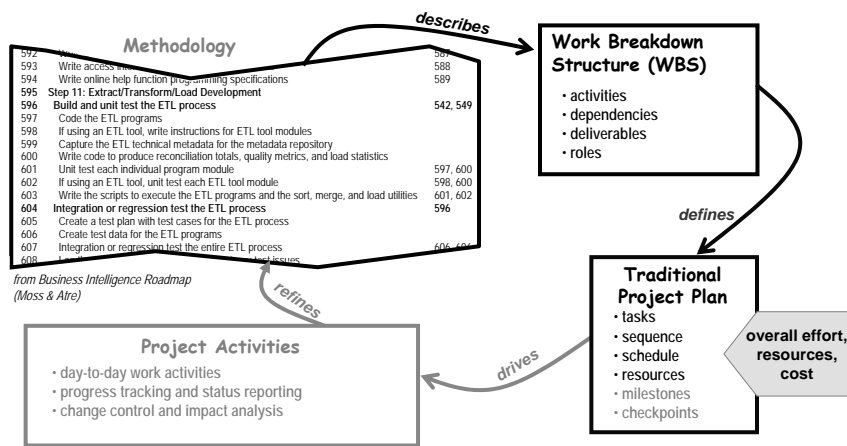 describes
Methodology
592
587
593 Write access
588
594 Write online help function programming specifications 589
595 Step 11: Extract/Transform/Load Development
596 Build and unit test the ETL process 542, 549
597 Code the ETL programs
598 If using an ETL tool, write instructions for ETL tool modules
599 Capture the ETL technical metadata for the metadata repository
600 Write code to produce reconciliation totals, quality metrics, and load statistics
601 Unit test each individual program module 597, 600
602 If using an ETL tool, unit test each ETL tool module 598, 600
603 Write the scripts to execute the ETL programs and the sort, merge, and load utilities 601, 602
604 Integration or regression test the ETL process 596
605 Create a test plan with test cases for the ETL process
606 Create test data for the ETL programs
607 Integration or regression test the entire ETL process 606,
608 test issues
from Business Intelligence Roadmap
(Moss & Atre)
Work Breakdown
Structure (WBS)
• activities
• dependencies
• deliverables
• roles
defines
Traditional
Project Plan
• tasks
• sequence
• schedule
• resources
• milestones
• checkpoints
overall effort,
resources,
cost
drives
Project Activities
• day-to-day work activities
• progress tracking and status reporting
• change control and impact analysis
refines